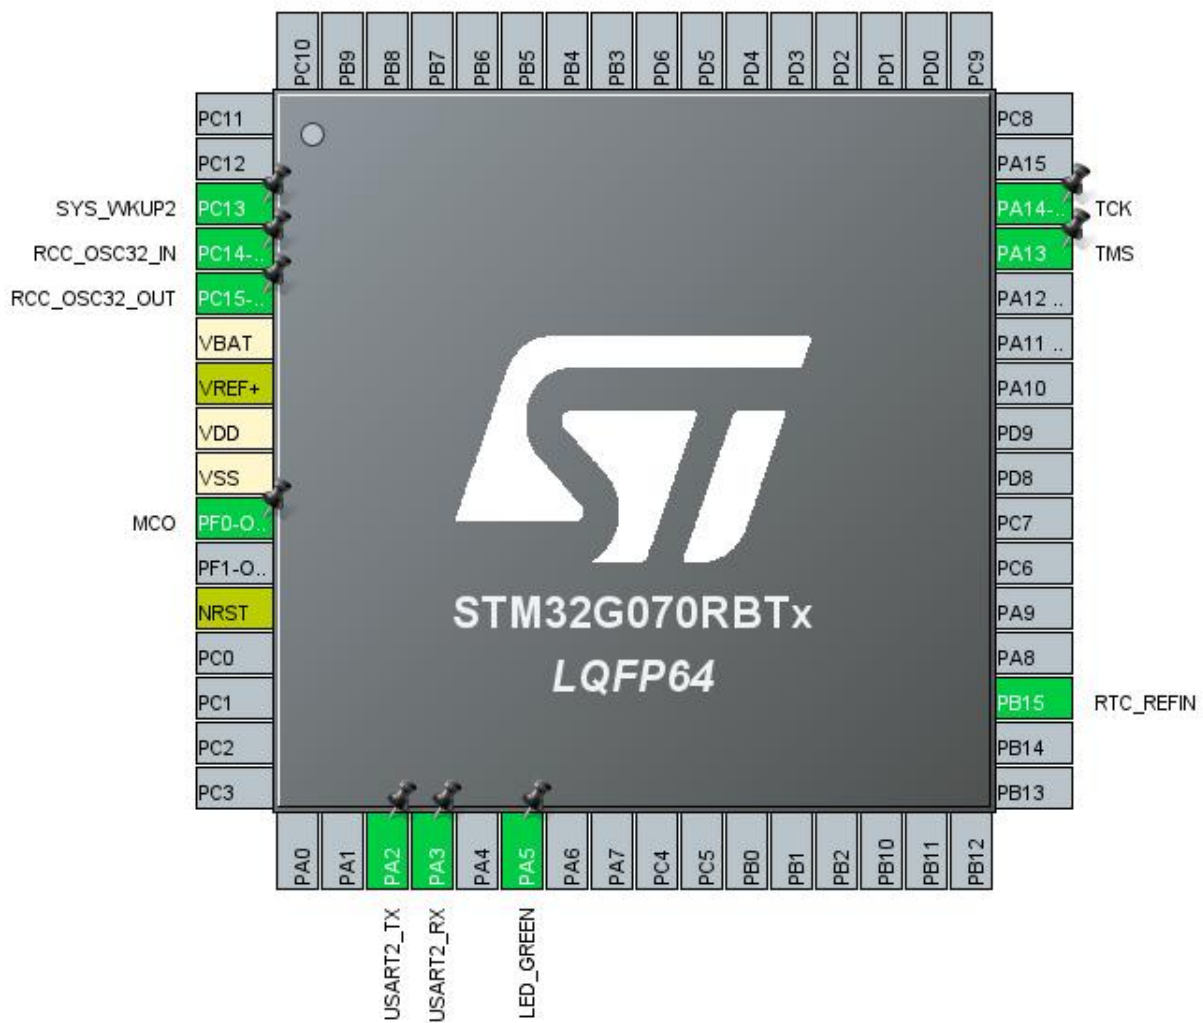 PC10
PB9
PB8
PB7
PB6
PB5
PB4
PB3
PD6
PD5
PD4
PD3
PD2
PD1
PD0
PC9
PC11
PC12
SYS_WKUP2 PC13
RCC_OSC32_IN PC14-..
RCC_OSC32_OUT PC15-..
VBAT
VREF+
VDD
VSS
MCO PF0-O..
PF1-O..
NRST
PC0
PC1
PC2
PC3
STM32G070RBTx
LQFP64
PC8
PA15
PA14-.. TCK
PA13 TMS
PA12 ..
PA11 ..
PA10
PD9
PD8
PC7
PC6
PA9
PA8
PB15 RTC_REFIN
PB14
PB13
PA0
PA1
PA2
PA3
PA4
PA5
PA6
PA7
PC4
PC5
PB0
PB1
PB2
PB10
PB11
PB12
USART2_TX
USART2_RX
LED_GREEN